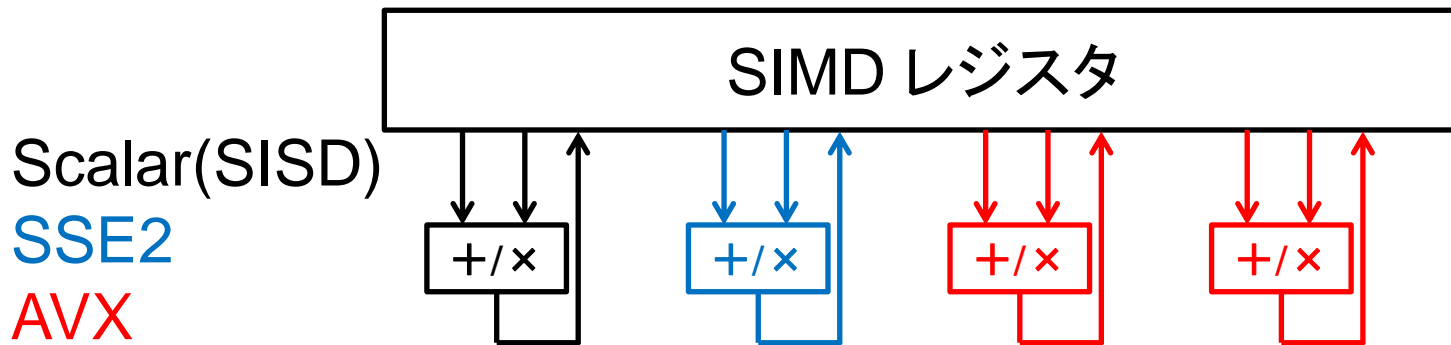 SIMD レジスタ
Scalar(SISD)
SSE2
AVX
+/× +/× +/× +/×